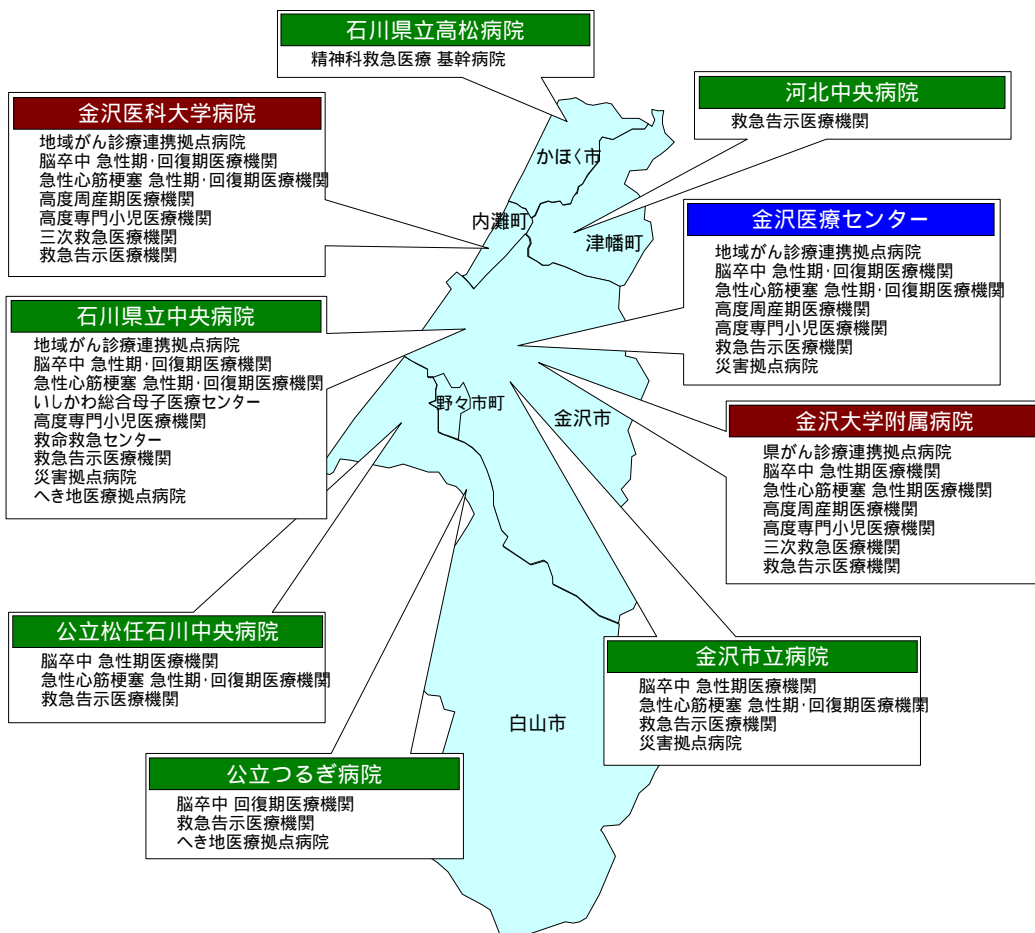 石川県立高松病院
精神科救急医療 基幹病院
金沢医科大学病院
地域がん診療連携拠点病院
脳卒中 急性期･回復期医療機関
急性心筋梗塞 急性期･回復期医療機関
高度周産期医療機関
高度専門小児医療機関
三次救急医療機関
救急告示医療機関
河北中央病院
救急告示医療機関
かほく市
内灘町
津幡町
金沢医療センター
地域がん診療連携拠点病院
脳卒中 急性期･回復期医療機関
急性心筋梗塞 急性期･回復期医療機関
高度周産期医療機関
高度専門小児医療機関
救急告示医療機関
災害拠点病院
石川県立中央病院
地域がん診療連携拠点病院
脳卒中 急性期･回復期医療機関
急性心筋梗塞 急性期･回復期医療機関
いしかわ総合母子医療センター
高度専門小児医療機関
救命救急センター
救急告示医療機関
災害拠点病院
へき地医療拠点病院
野々市町
金沢市
金沢大学附属病院
県がん診療連携拠点病院
脳卒中 急性期医療機関
急性心筋梗塞 急性期医療機関
高度周産期医療機関
高度専門小児医療機関
三次救急医療機関
救急告示医療機関
公立松任石川中央病院
脳卒中 急性期医療機関
急性心筋梗塞 急性期･回復期医療機関
救急告示医療機関
金沢市立病院
脳卒中 急性期医療機関
急性心筋梗塞 急性期･回復期医療機関
救急告示医療機関
災害拠点病院
白山市
公立つるぎ病院
脳卒中 回復期医療機関
救急告示医療機関
へき地医療拠点病院